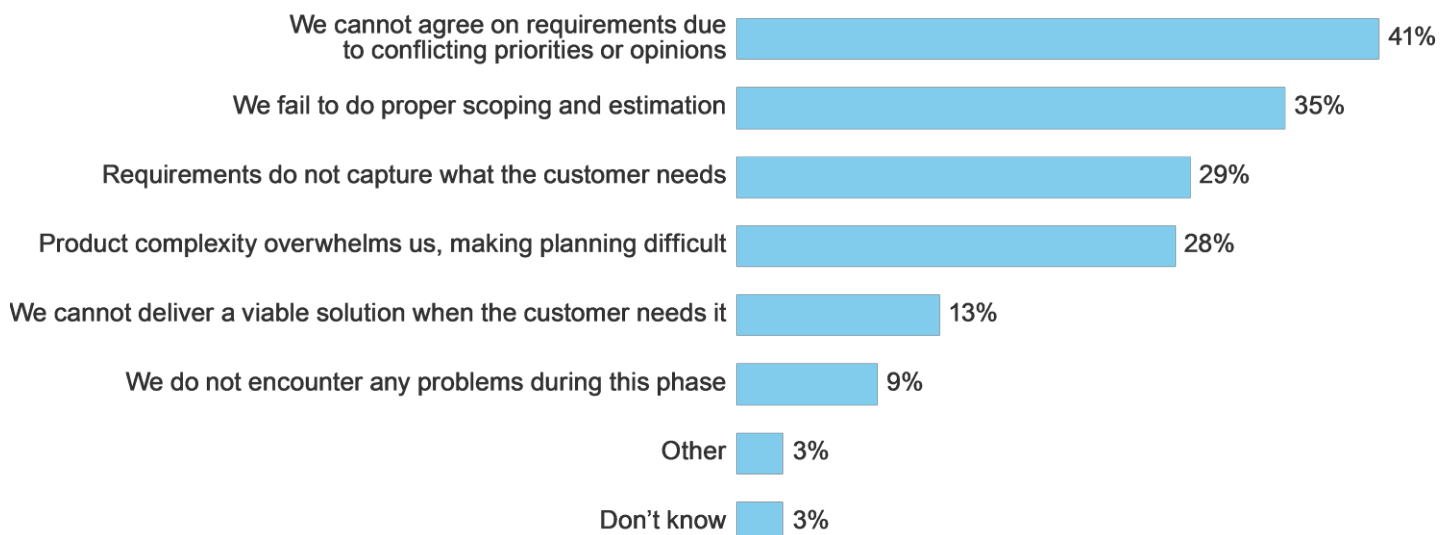 We cannot agree on requirements due
to conflicting priorities or opinions
41%
We fail to do proper scoping and estimation
35%
Requirements do not capture what the customer needs
29%
Product complexity overwhelms us, making planning difficult
28%
We cannot deliver a viable solution when the customer needs it
13%
We do not encounter any problems during this phase
9%
Other
3%
Don’t know
3%